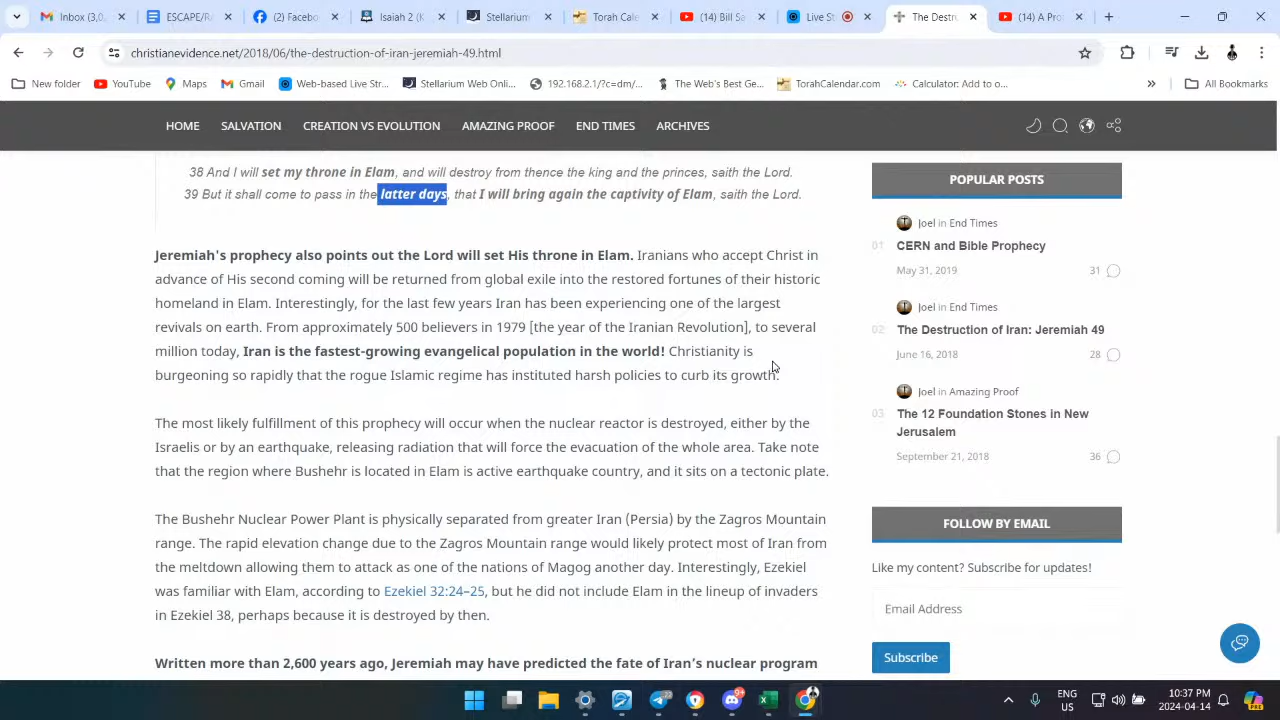 (14) Bill S
Inbox (3,0
ESCAPE/R
(2) Faceb
Isaiah 2 (K
Stellarium
Torah Cale
Live St
The Destr
(14) A Pro
christianevidence.net/2018/06/the-destruction-of-iran-jeremiah-49.html
New folder
YouTube
Maps
Gmail
Web-based Live Str...
Stellarium Web Onli...
192.168.2.1/?c=dm/...
The Web's Best Ge...
TorahCalendar.com
Calculator: Add to o...
All Bookmarks
HOME
SALVATION
CREATION VS EVOLUTION
AMAZING PROOF
END TIMES
ARCHIVES
38 And I will set my throne in Elam, and will destroy from thence the king and the princes, saith the Lord.
39 But it shall come to pass in the latter days, that I will bring again the captivity of Elam, saith the Lord.
Jeremiah's prophecy also points out the Lord will set His throne in Elam. Iranians who accept Christ in
advance of His second coming will be returned from global exile into the restored fortunes of their historic
homeland in Elam. Interestingly, for the last few years Iran has been experiencing one of the largest
revivals on earth. From approximately 500 believers in 1979 [the year of the Iranian Revolution], to several
million today, Iran is the fastest-growing evangelical population in the world! Christianity is
burgeoning so rapidly that the rogue Islamic regime has instituted harsh policies to curb its growth.
The most likely fulfillment of this prophecy will occur when the nuclear reactor is destroyed, either by the
Israelis or by an earthquake, releasing radiation that will force the evacuation of the whole area. Take note
that the region where Bushehr is located in Elam is active earthquake country, and it sits on a tectonic plate.
The Bushehr Nuclear Power Plant is physically separated from greater Iran (Persia) by the Zagros Mountain
range. The rapid elevation change due to the Zagros Mountain range would likely protect most of Iran from
the meltdown allowing them to attack as one of the nations of Magog another day. Interestingly, Ezekiel
was familiar with Elam, according to Ezekiel 32:24–25, but he did not include Elam in the lineup of invaders
in Ezekiel 38, perhaps because it is destroyed by then.
Written more than 2,600 years ago, Jeremiah may have predicted the fate of Iran's nuclear program
POPULAR POSTS
Joel in End Times
01 CERN and Bible Prophecy
May 31, 2019 31
Joel in End Times
02 The Destruction of Iran: Jeremiah 49
June 16, 2018 28
Joel in Amazing Proof
03 The 12 Foundation Stones in New
Jerusalem
September 21, 2018 36
FOLLOW BY EMAIL
Like my content? Subscribe for updates!
Email Address
Subscribe
ENG
US
10:37 PM
2024-04-14